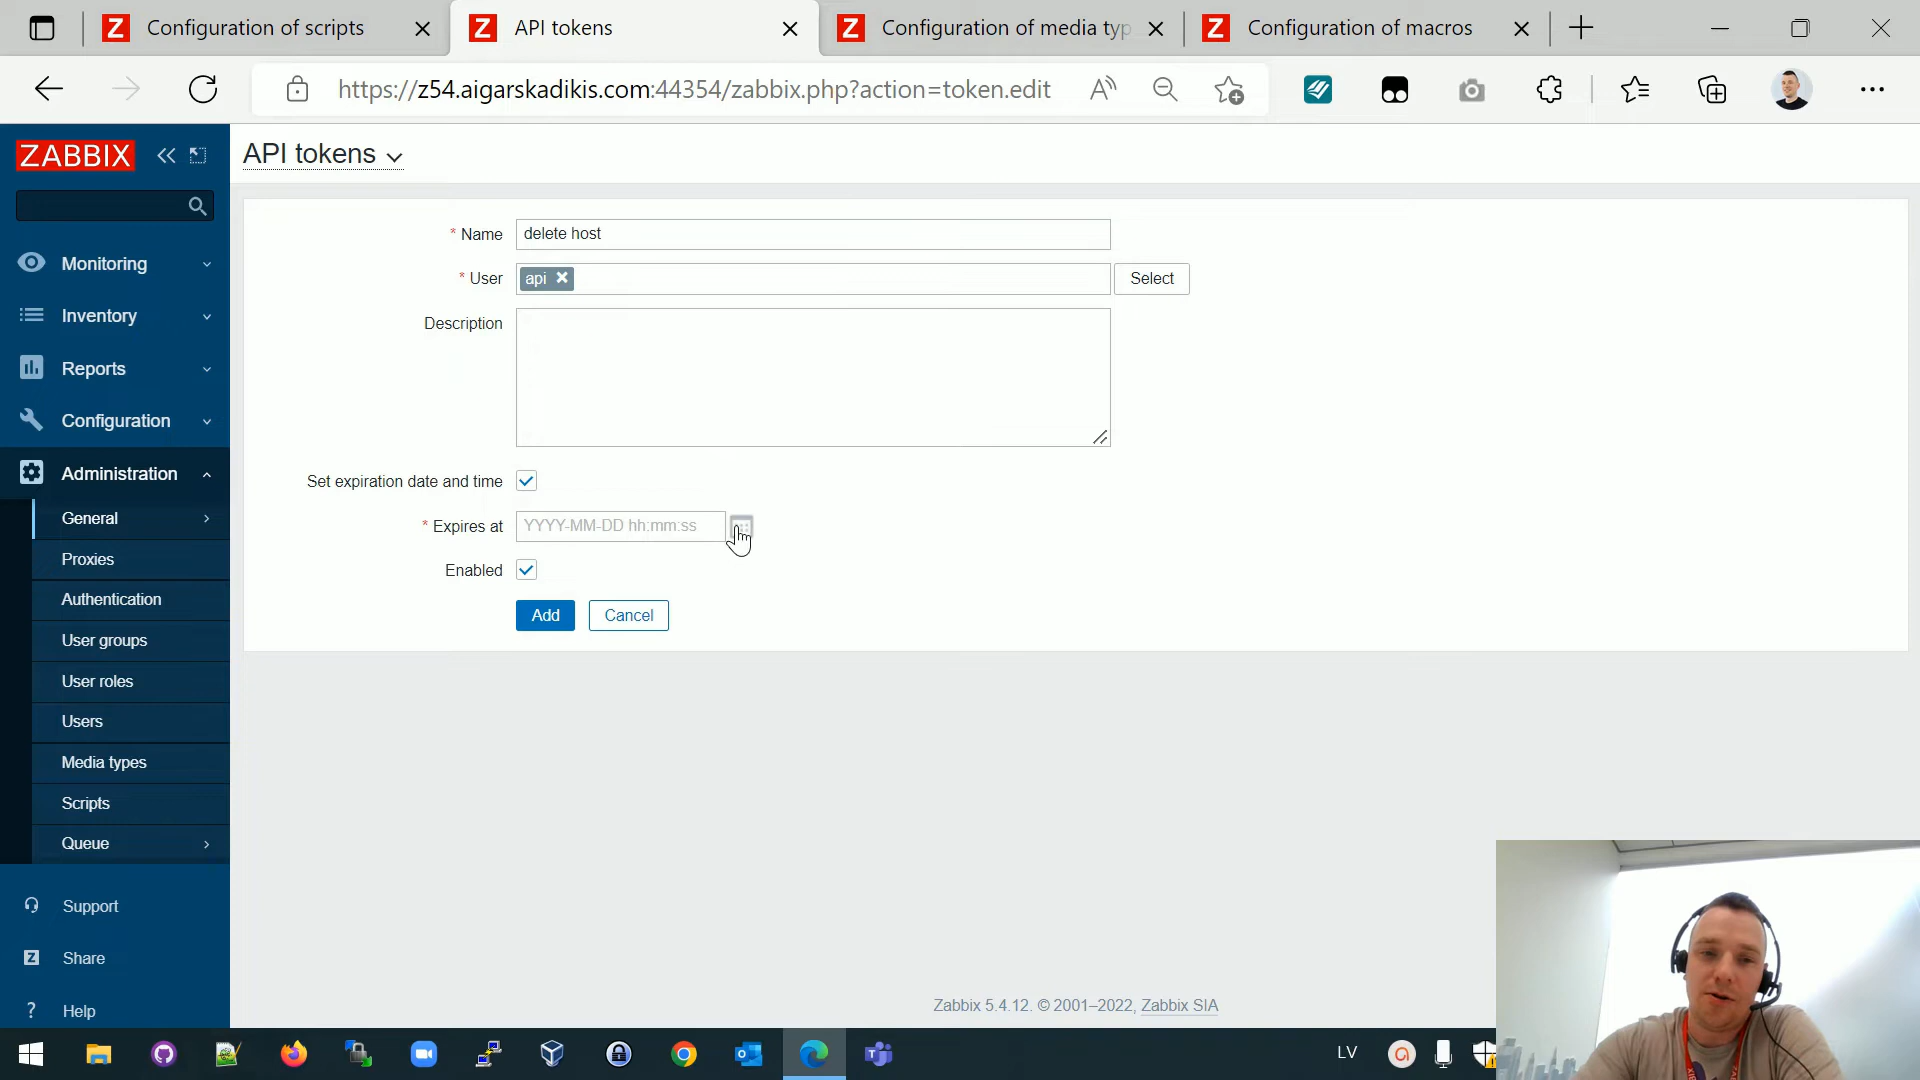 Configuration of scripts
API tokens
Configuration of media typ
Configuration of macros
https://z54.aigarskadikis.com:44354/zabbix.php?action=token.edit
ZABBIX
API tokens
* Name
delete host
* User
api
Select
Description
Set expiration date and time
* Expires at
YYYY-MM-DD hh:mm:ss
Enabled
Add
Cancel
Monitoring
Inventory
Reports
Configuration
Administration
General
Proxies
Authentication
User groups
User roles
Users
Media types
Scripts
Queue
Support
Share
Help
Zabbix 5.4.12. © 2001–2022, Zabbix SIA
LV